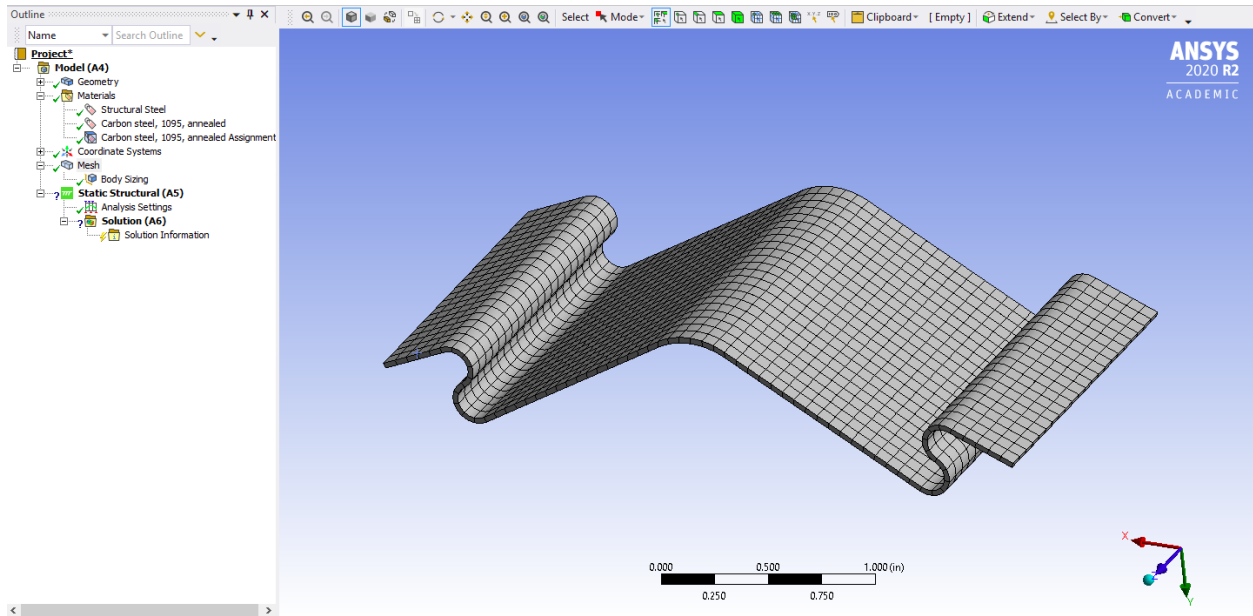 Outline
Name
Search Outline
Project*
Model (A4)
Geometry
Materials
Structural Steel
Carbon steel, 1095, annealed
Carbon steel, 1095, annealed Assignment
Coordinate Systems
Mesh
Body Sizing
Static Structural (A5)
Analysis Settings
Solution (A6)
Solution Information
Select Mode Clipboard [ Empty ] Extend Select By Convert
ANSYS
2020 R2
ACADEMIC
0.000 0.500 1.000 (in)
0.250 0.750
X
Y